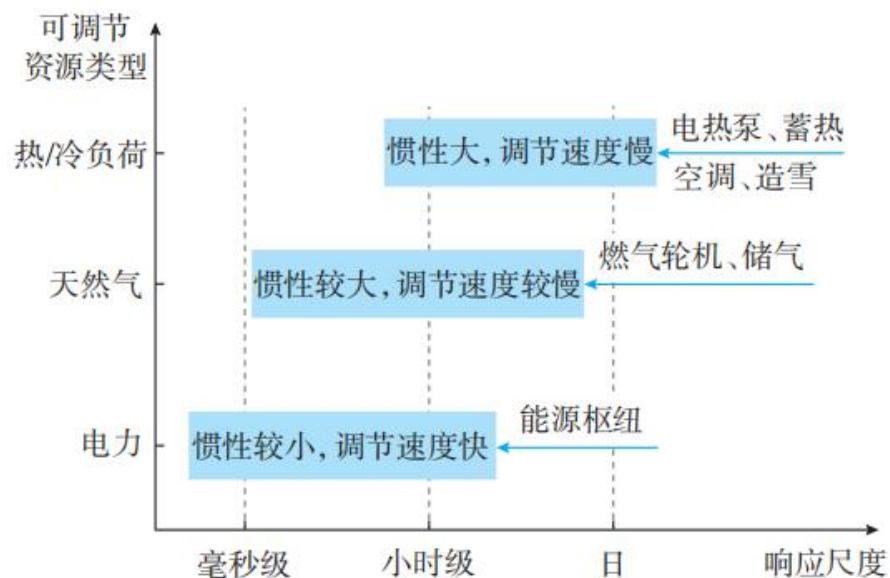 可调节
资源类型
热/冷负荷
惯性大,调节速度慢
电热泵、蓄热
空调、造雪
天然气
惯性较大,调节速度较慢
燃气轮机、储气
电力
惯性较小,调节速度快
能源枢纽
毫秒级
小时级
日
响应尺度